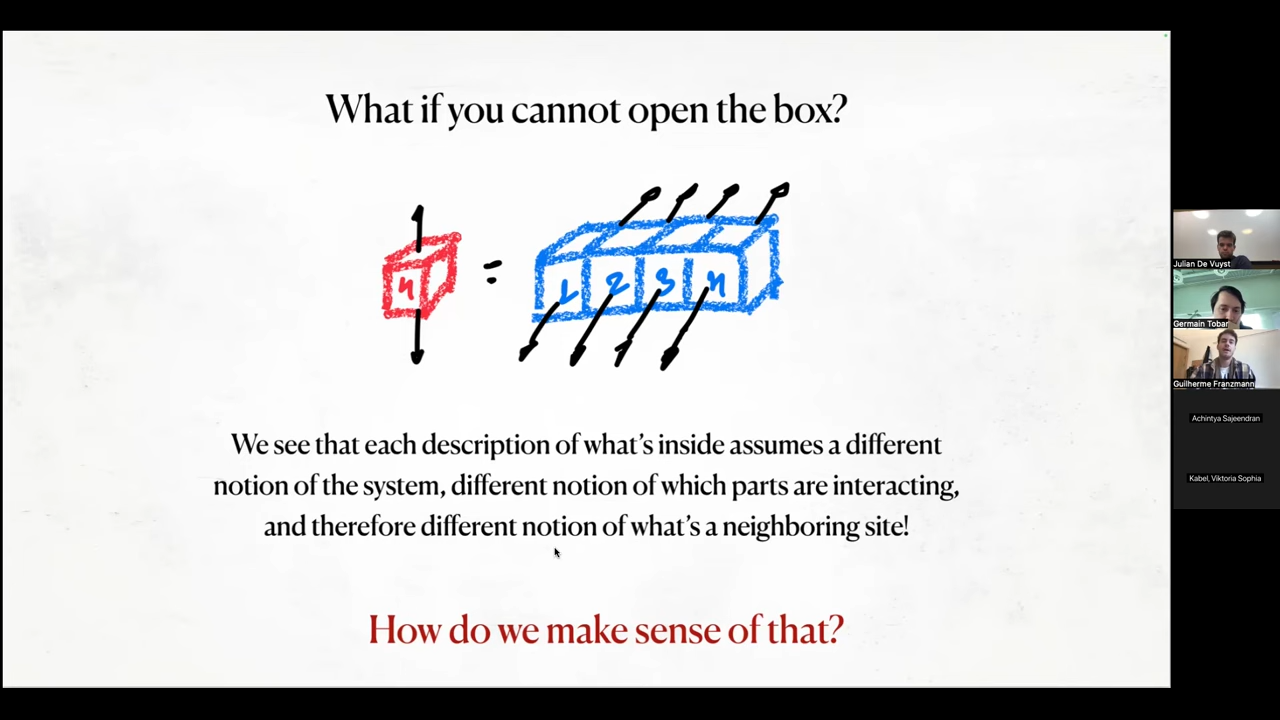 What if you cannot open the box?
4 = 1 2 3 4
We see that each description of what's inside assumes a different
notion of the system, different notion of which parts are interacting,
and therefore different notion of what's a neighboring site!
How do we make sense of that?
Julian De Vuyst
Germain Tobar
Guilherme Franzmann
Achintya Sajeendran
Kabel, Viktoria Sophia